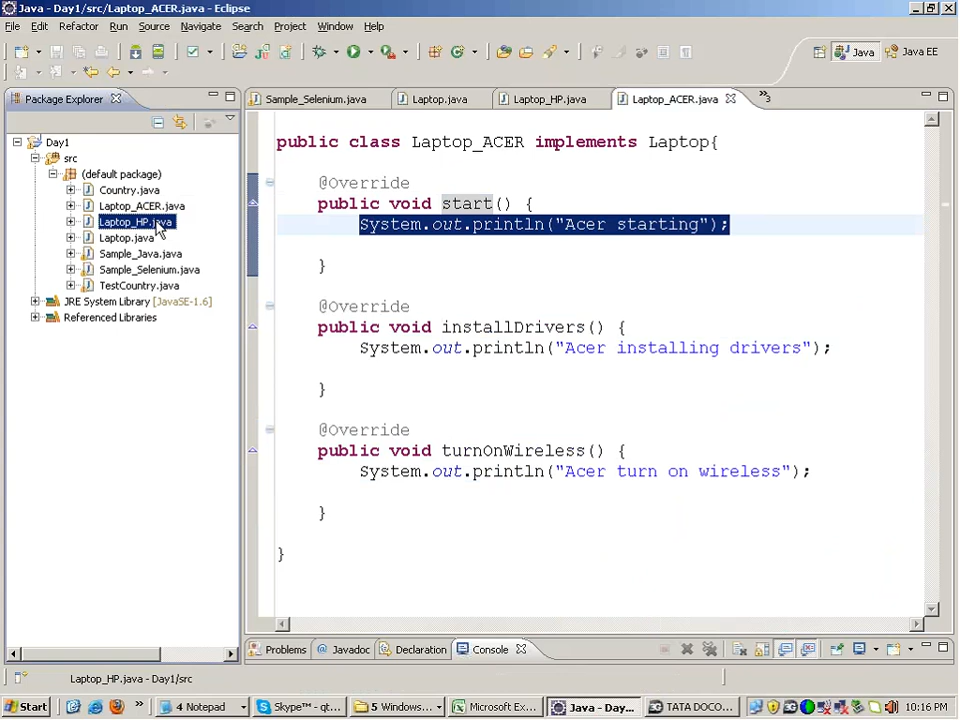 Java - Day1/src/Laptop_ACER.java - Eclipse
File Edit Refactor Run Source Navigate Search Project Window Help
Java Java EE
Package Explorer
Sample_Selenium.java Laptop.java Laptop_HP.java Laptop_ACER.java »3
Day1
src
(default package)
Country.java
Laptop_ACER.java
Laptop_HP.java
Laptop.java
Sample_Java.java
Sample_Selenium.java
TestCountry.java
JRE System Library [JavaSE-1.6]
Referenced Libraries
public class Laptop_ACER implements Laptop{
@Override
public void start() {
System.out.println("Acer starting");
}
@Override
public void installDrivers() {
System.out.println("Acer installing drivers");
}
@Override
public void turnOnWireless() {
System.out.println("Acer turn on wireless");
}
}
Problems Javadoc Declaration Console
Laptop_HP.java - Day1/src
Start 4 Notepad Skype™ - qt... 5 Windows... Microsoft Ex... Java - Day... TATA DOCO... 10:16 PM